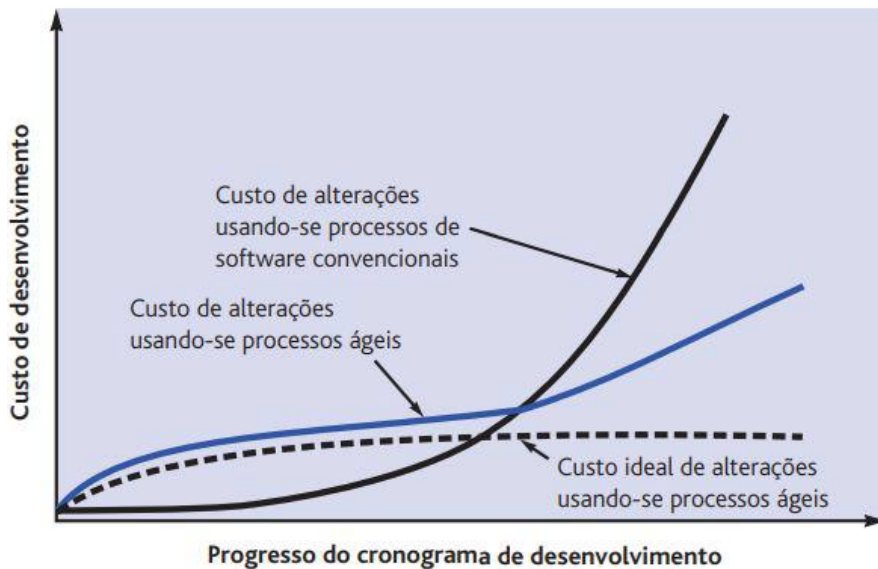 Custo de desenvolvimento
Custo de alterações
usando-se processos de
software convencionais
Custo de alterações
usando-se processos ágeis
Custo ideal de alterações
usando-se processos ágeis
Progresso do cronograma de desenvolvimento